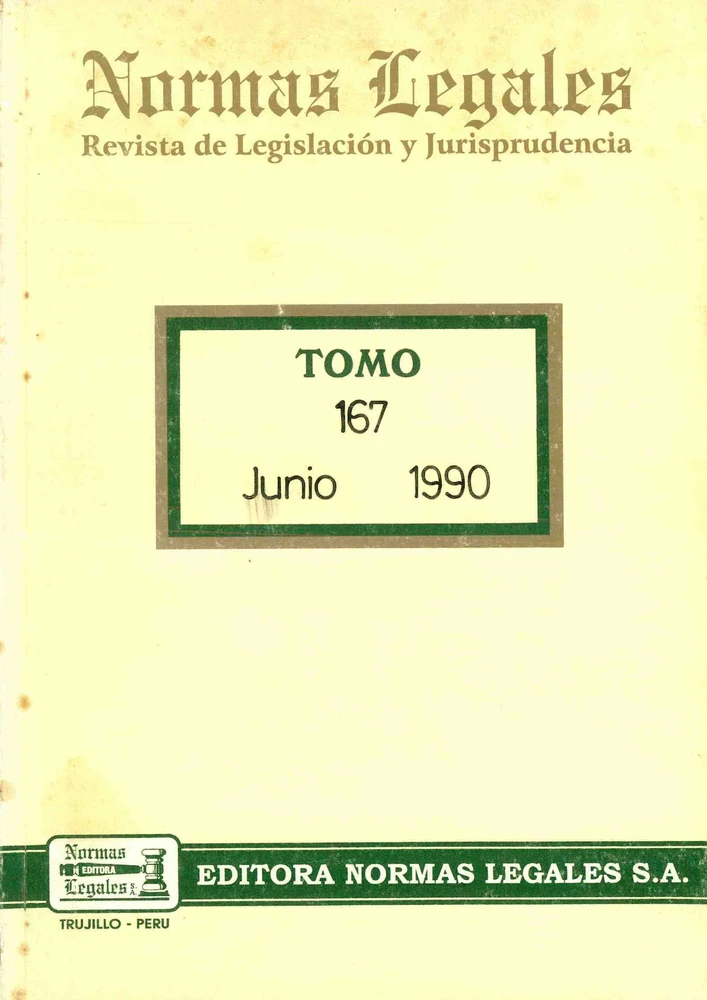 Normas Legales
Revista de Legislación y Jurisprudencia
TOMO
167
Junio 1990
Normas
EDITORA
Legales S.A.
EDITORA NORMAS LEGALES S.A.
TRUJILLO - PERU